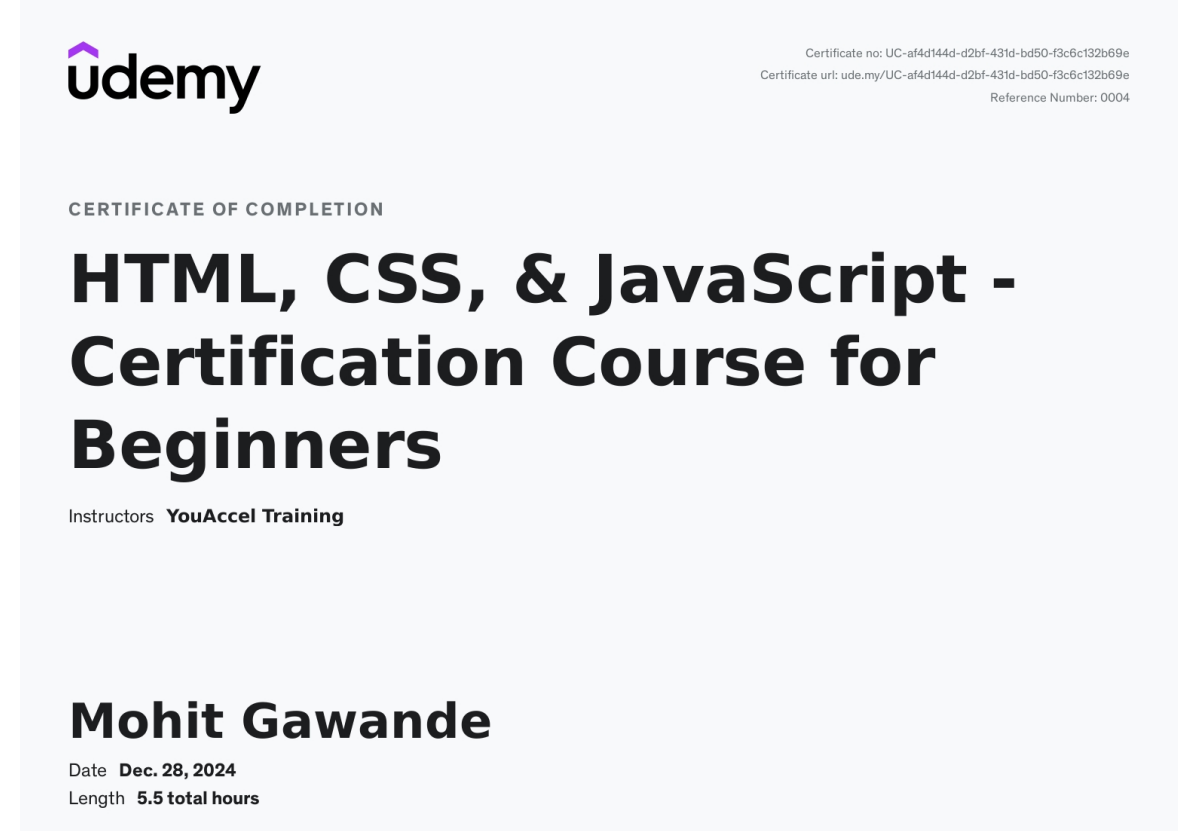 udemy
Certificate no: UC-af4d144d-d2bf-431d-bd50-f3c6c132b69e
Certificate url: ude.my/UC-af4d144d-d2bf-431d-bd50-f3c6c132b69e
Reference Number: 0004
CERTIFICATE OF COMPLETION
HTML, CSS, & JavaScript -
Certification Course for
Beginners
Instructors YouAccel Training
Mohit Gawande
Date Dec. 28, 2024
Length 5.5 total hours